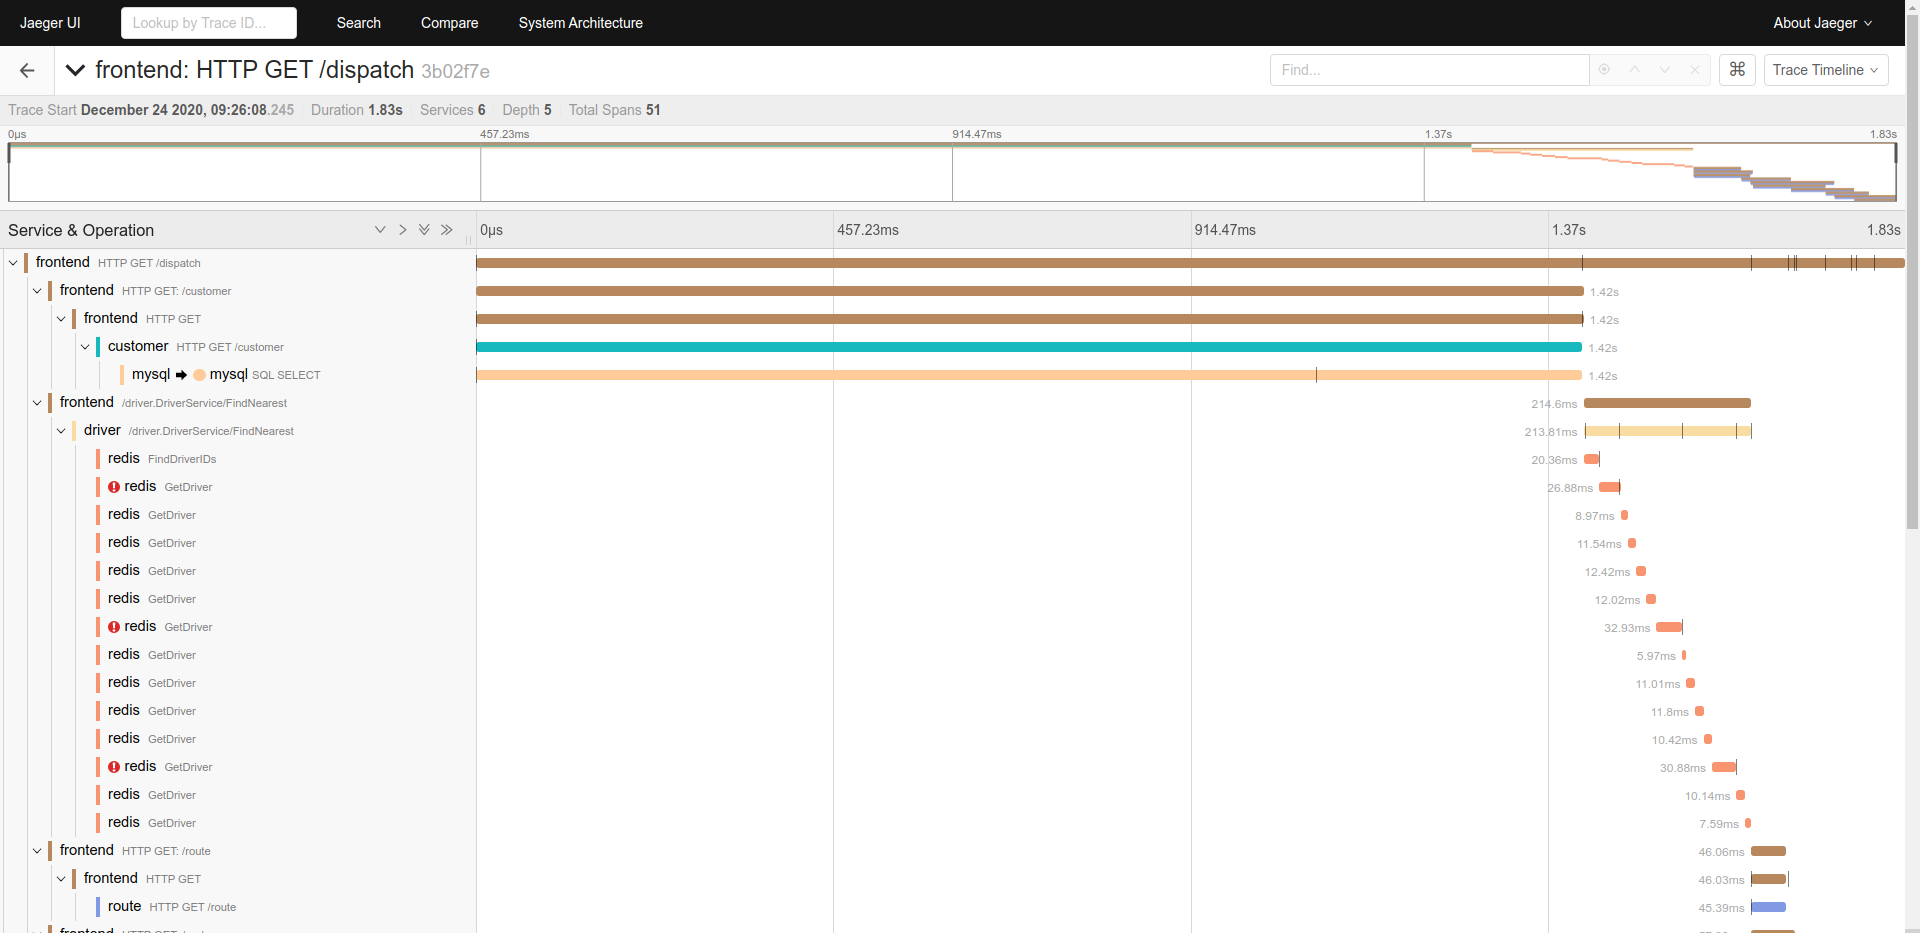 Jaeger UI Lookup by Trace ID... Search Compare System Architecture About Jaeger
frontend: HTTP GET /dispatch 3b02f7e Find... ⌘ Trace Timeline
Trace Start December 24 2020, 09:26:08.245 Duration 1.83s Services 6 Depth 5 Total Spans 51
0μs 457.23ms 914.47ms 1.37s 1.83s
Service & Operation 0μs 457.23ms 914.47ms 1.37s 1.83s
frontend HTTP GET /dispatch
frontend HTTP GET: /customer 1.42s
frontend HTTP GET 1.42s
customer HTTP GET /customer 1.42s
mysql mysql SQL SELECT 1.42s
frontend /driver.DriverService/FindNearest 214.6ms
driver /driver.DriverService/FindNearest 213.81ms
redis FindDriverIDs 20.36ms
redis GetDriver 26.88ms
redis GetDriver 8.97ms
redis GetDriver 11.54ms
redis GetDriver 12.42ms
redis GetDriver 12.02ms
redis GetDriver 32.93ms
redis GetDriver 5.97ms
redis GetDriver 11.01ms
redis GetDriver 11.8ms
redis GetDriver 10.42ms
redis GetDriver 30.88ms
redis GetDriver 10.14ms
redis GetDriver 7.59ms
frontend HTTP GET: /route 46.06ms
frontend HTTP GET 46.03ms
route HTTP GET /route 45.39ms
frontend